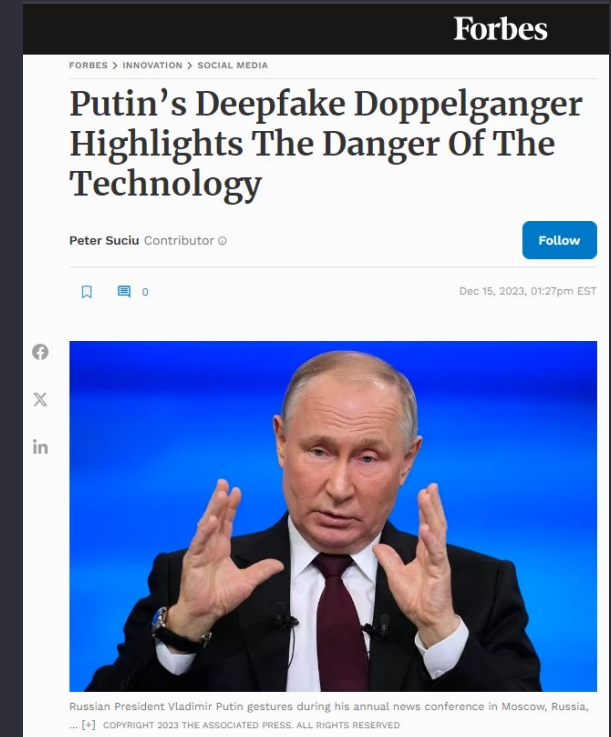 Forbes
FORBES > INNOVATION > SOCIAL MEDIA
Putin’s Deepfake Doppelganger
Highlights The Danger Of The
Technology
Peter Suciu Contributor
Follow
0
Dec 15, 2023, 01:27pm EST
Russian President Vladimir Putin gestures during his annual news conference in Moscow, Russia,
... [+] COPYRIGHT 2023 THE ASSOCIATED PRESS. ALL RIGHTS RESERVED